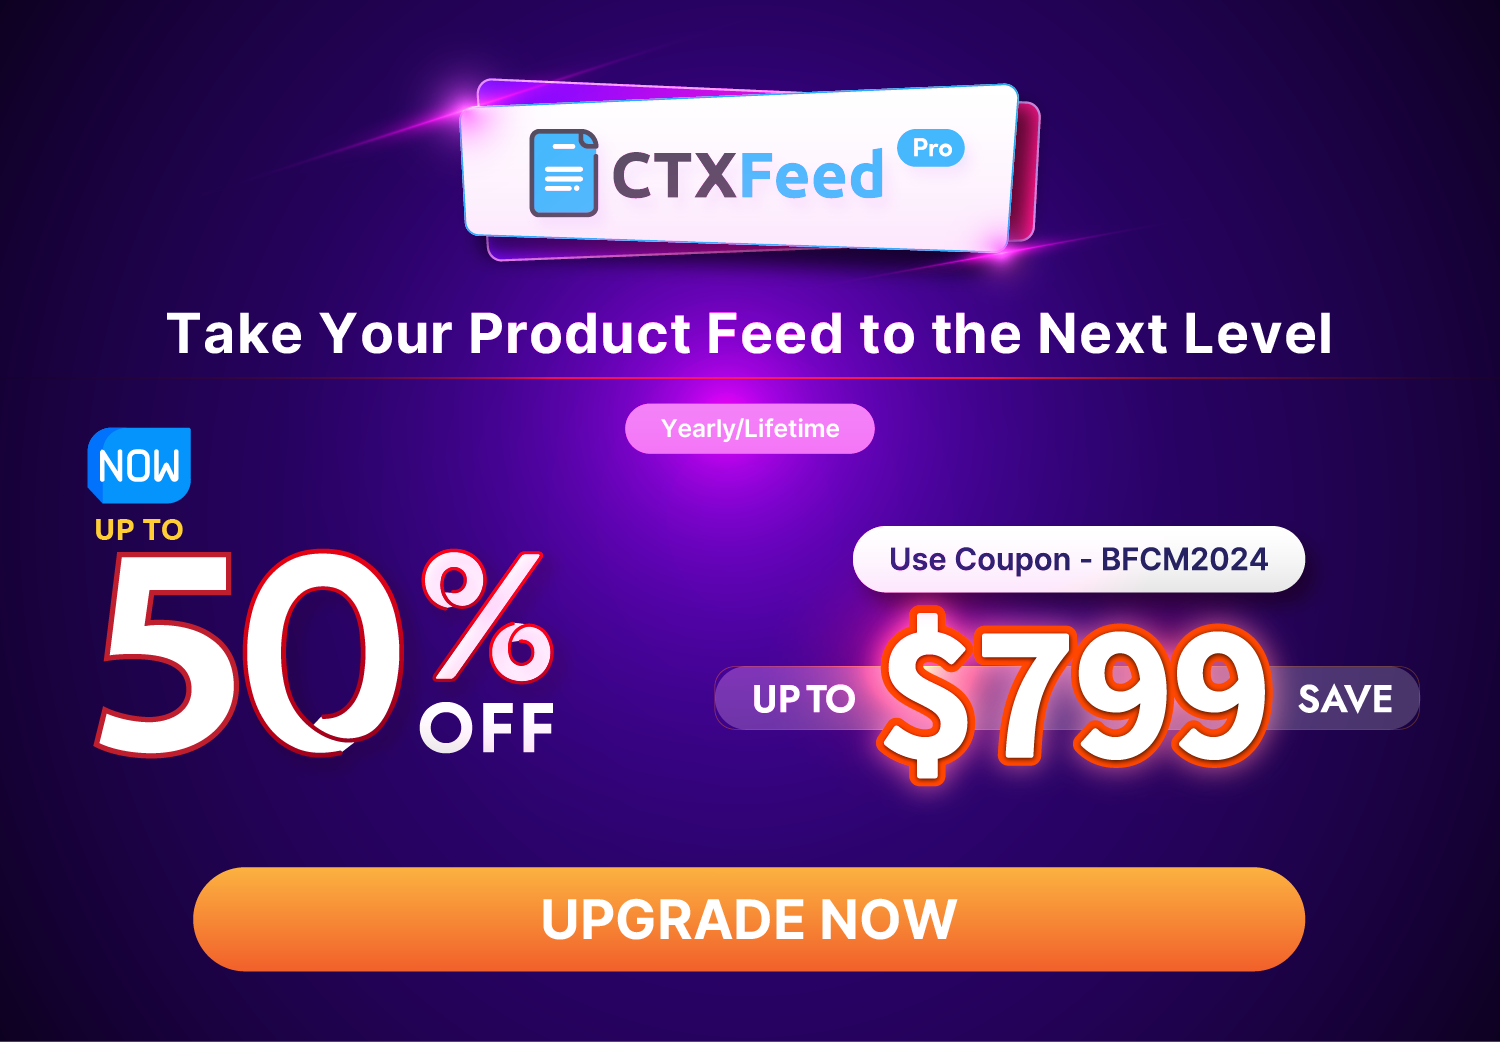 CTXFeed Pro
Take Your Product Feed to the Next Level
Yearly/Lifetime
NOW
UP TO
50% OFF
Use Coupon - BFCM2024
UP TO $799 SAVE
UPGRADE NOW